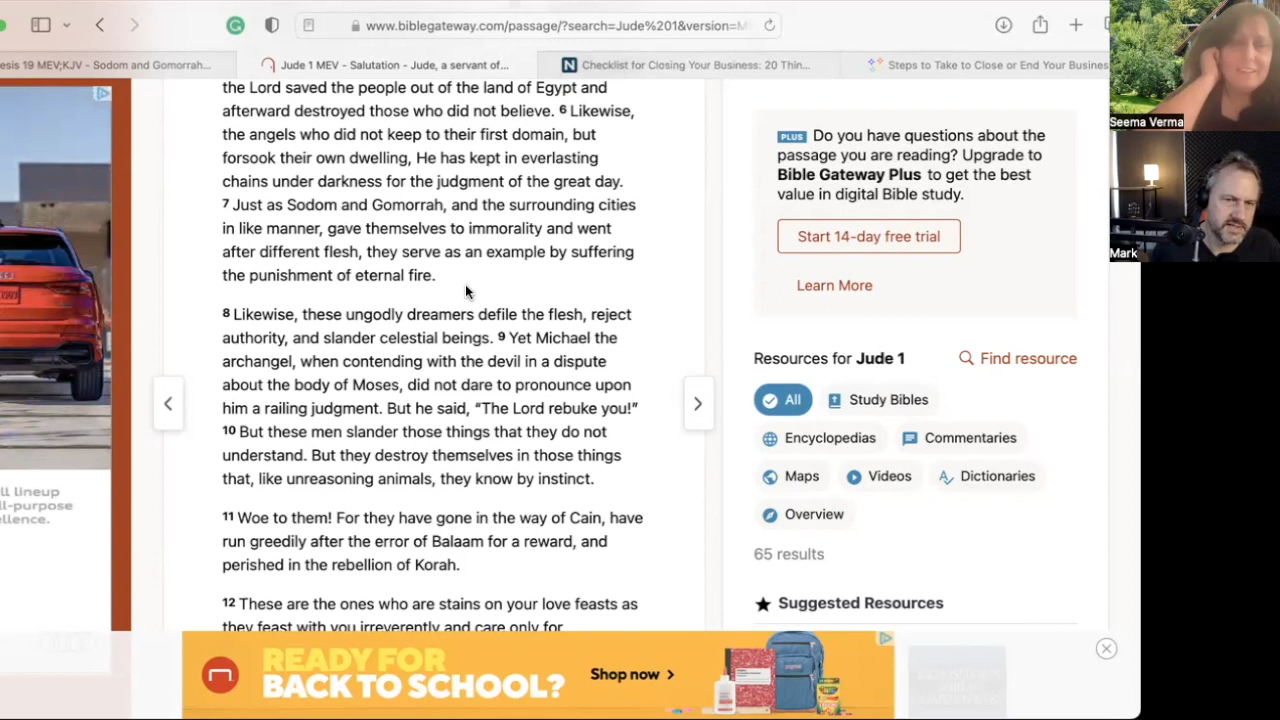 www.biblegateway.com/passage/?search=Jude%201&version=M
esis 19 MEV;KJV - Sodom and Gomorrah...
Jude 1 MEV - Salutation - Jude, a servant of...
Checklist for Closing Your Business: 20 Thin...
Steps to Take to Close or End Your Business
the Lord saved the people out of the land of Egypt and
afterward destroyed those who did not believe. 6 Likewise,
the angels who did not keep to their first domain, but
forsook their own dwelling, He has kept in everlasting
chains under darkness for the judgment of the great day.
7 Just as Sodom and Gomorrah, and the surrounding cities
in like manner, gave themselves to immorality and went
after different flesh, they serve as an example by suffering
the punishment of eternal fire.
8 Likewise, these ungodly dreamers defile the flesh, reject
authority, and slander celestial beings. 9 Yet Michael the
archangel, when contending with the devil in a dispute
about the body of Moses, did not dare to pronounce upon
him a railing judgment. But he said, “The Lord rebuke you!”
10 But these men slander those things that they do not
understand. But they destroy themselves in those things
that, like unreasoning animals, they know by instinct.
11 Woe to them! For they have gone in the way of Cain, have
run greedily after the error of Balaam for a reward, and
perished in the rebellion of Korah.
12 These are the ones who are stains on your love feasts as
they feast with you irreverently and care only for
PLUS Do you have questions about the
passage you are reading? Upgrade to
Bible Gateway Plus to get the best
value in digital Bible study.
Start 14-day free trial
Learn More
Resources for Jude 1
Find resource
All
Study Bibles
Encyclopedias
Commentaries
Maps
Videos
Dictionaries
Overview
65 results
Suggested Resources
ll lineup
ll-purpose
ellence.
READY FOR
BACK TO SCHOOL?
Shop now
Seema Verma
Mark